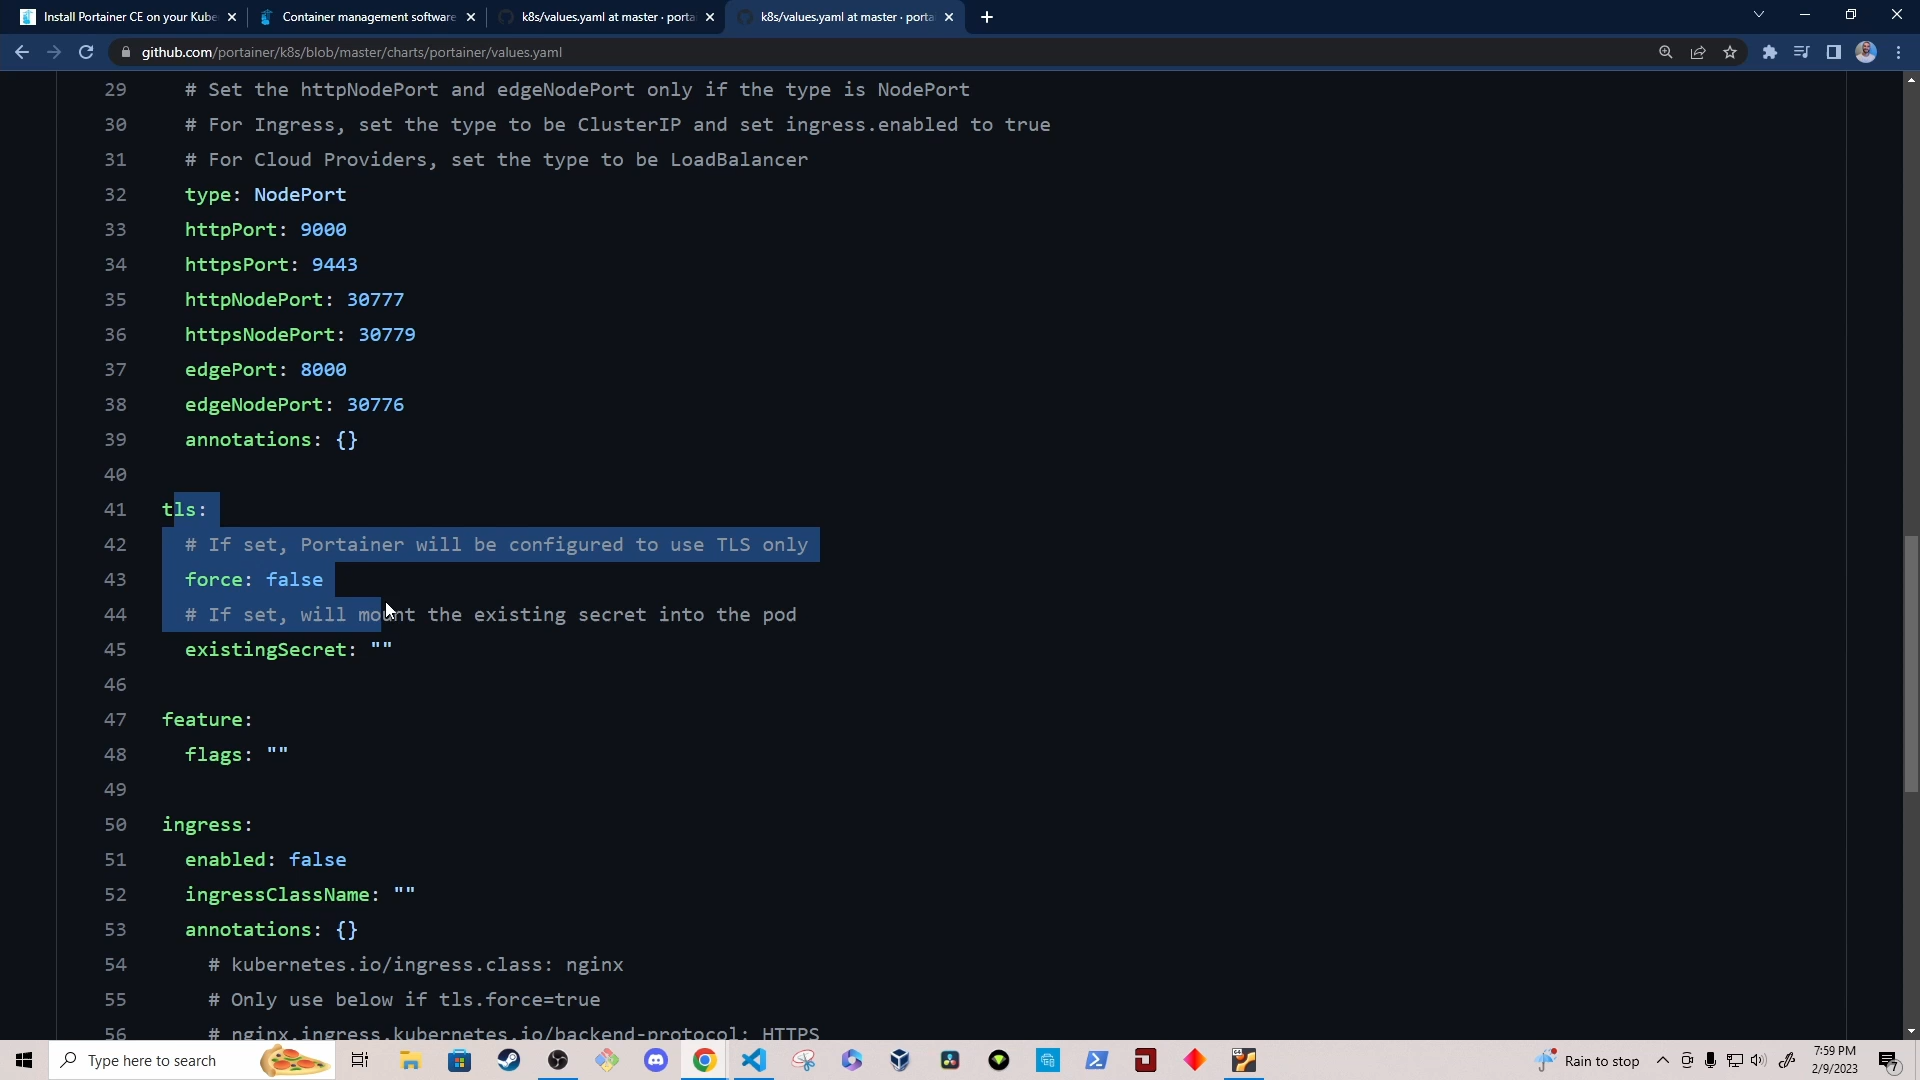 Install Portainer CE on your Kube
Container management software
k8s/values.yaml at master · porta
k8s/values.yaml at master · porta
github.com/portainer/k8s/blob/master/charts/portainer/values.yaml
29 # Set the httpNodePort and edgeNodePort only if the type is NodePort
30 # For Ingress, set the type to be ClusterIP and set ingress.enabled to true
31 # For Cloud Providers, set the type to be LoadBalancer
32 type: NodePort
33 httpPort: 9000
34 httpsPort: 9443
35 httpNodePort: 30777
36 httpsNodePort: 30779
37 edgePort: 8000
38 edgeNodePort: 30776
39 annotations: {}
40
41 tls:
42 # If set, Portainer will be configured to use TLS only
43 force: false
44 # If set, will mount the existing secret into the pod
45 existingSecret: ""
46
47 feature:
48 flags: ""
49
50 ingress:
51 enabled: false
52 ingressClassName: ""
53 annotations: {}
54 # kubernetes.io/ingress.class: nginx
55 # Only use below if tls.force=true
56 # nginx.ingress.kubernetes.io/backend-protocol: HTTPS
Type here to search
Rain to stop
7:59 PM
2/9/2023
7